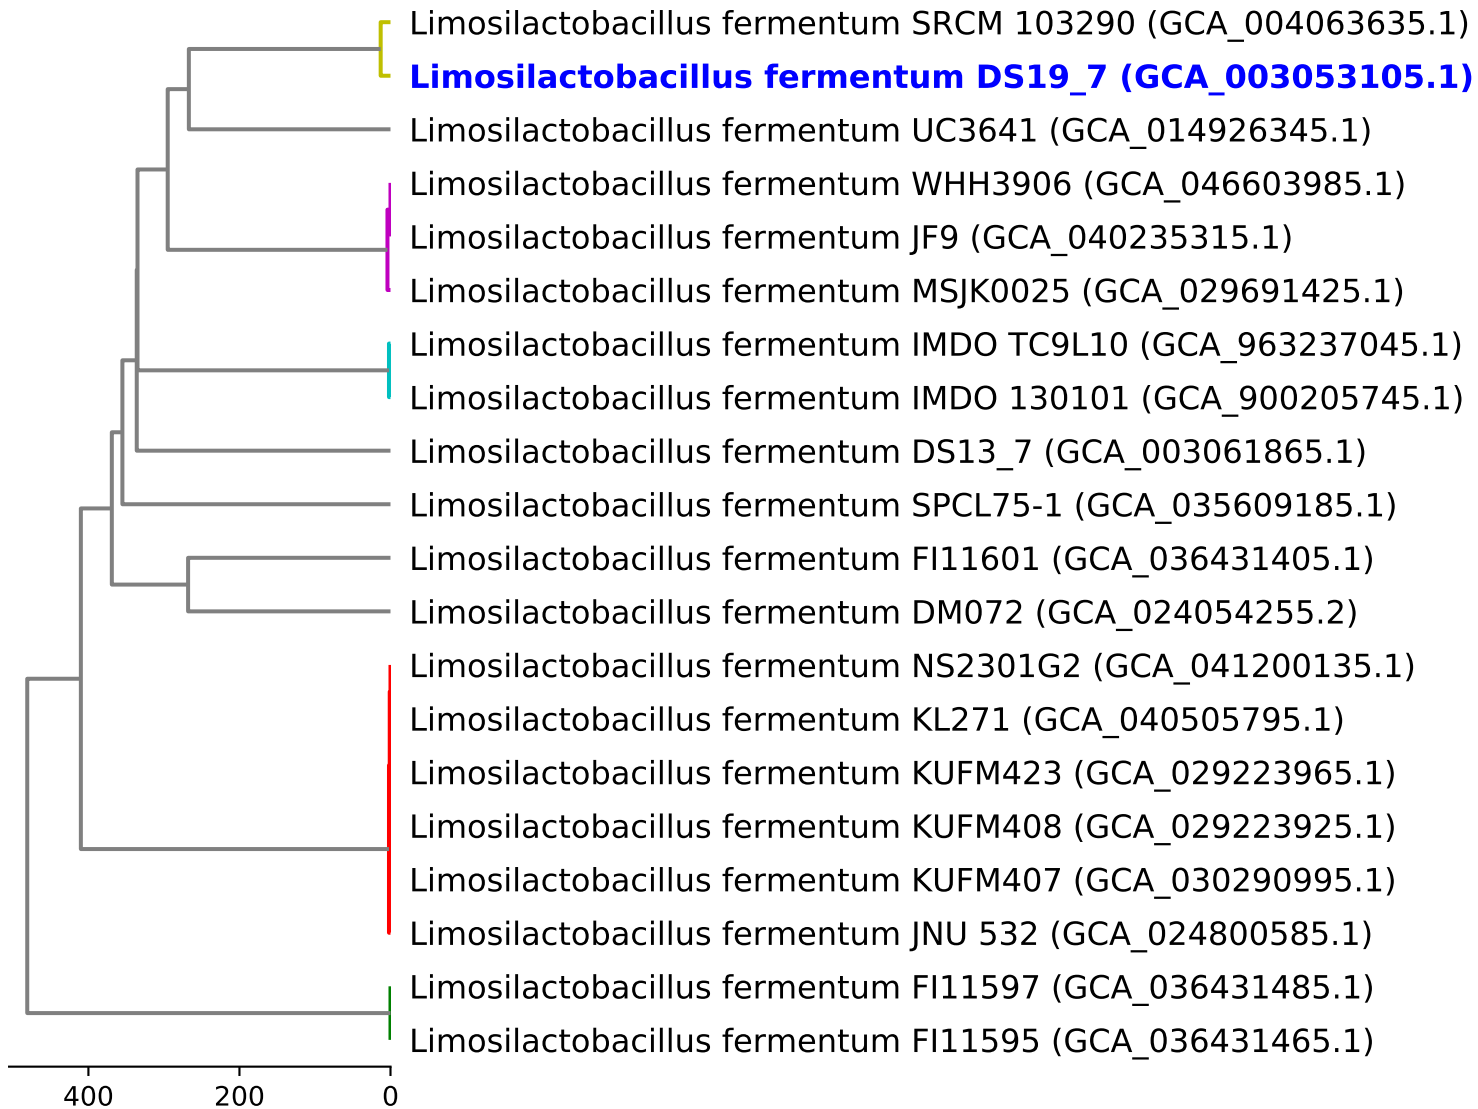 Limosilactobacillus fermentum SRCM 103290 (GCA_004063635.1)
Limosilactobacillus fermentum DS19_7 (GCA_003053105.1)
Limosilactobacillus fermentum UC3641 (GCA_014926345.1)
Limosilactobacillus fermentum WHH3906 (GCA_046603985.1)
Limosilactobacillus fermentum JF9 (GCA_040235315.1)
Limosilactobacillus fermentum MSJK0025 (GCA_029691425.1)
Limosilactobacillus fermentum IMDO TC9L10 (GCA_963237045.1)
Limosilactobacillus fermentum IMDO 130101 (GCA_900205745.1)
Limosilactobacillus fermentum DS13_7 (GCA_003061865.1)
Limosilactobacillus fermentum SPCL75-1 (GCA_035609185.1)
Limosilactobacillus fermentum FI11601 (GCA_036431405.1)
Limosilactobacillus fermentum DM072 (GCA_024054255.2)
Limosilactobacillus fermentum NS2301G2 (GCA_041200135.1)
Limosilactobacillus fermentum KL271 (GCA_040505795.1)
Limosilactobacillus fermentum KUFM423 (GCA_029223965.1)
Limosilactobacillus fermentum KUFM408 (GCA_029223925.1)
Limosilactobacillus fermentum KUFM407 (GCA_030290995.1)
Limosilactobacillus fermentum JNU 532 (GCA_024800585.1)
Limosilactobacillus fermentum FI11597 (GCA_036431485.1)
Limosilactobacillus fermentum FI11595 (GCA_036431465.1)
400 200 0